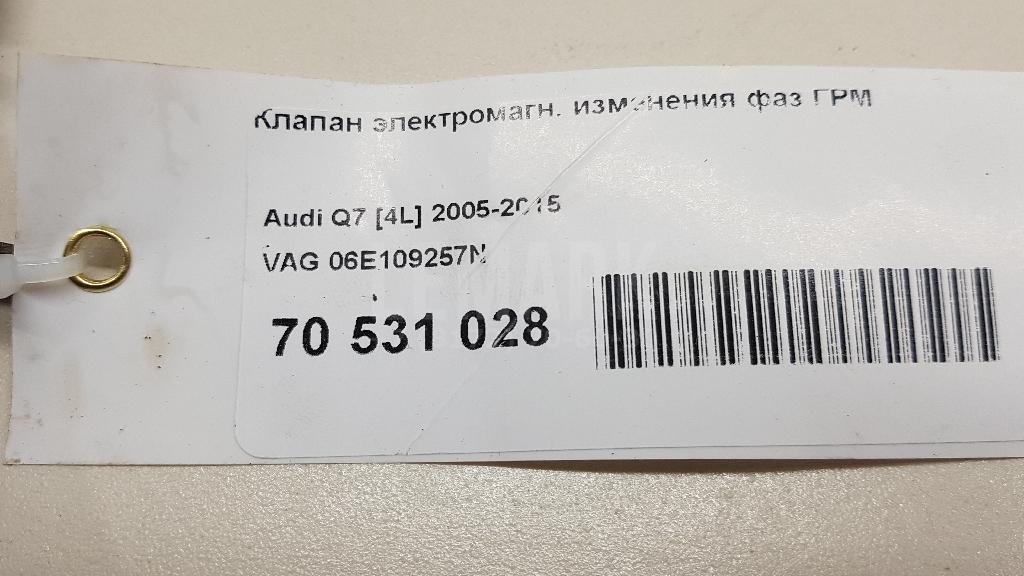 Клапан электромагн. изменения фаз ГРМ
Audi Q7 [4L] 2005-2015
VAG 06E109257N
70 531 028